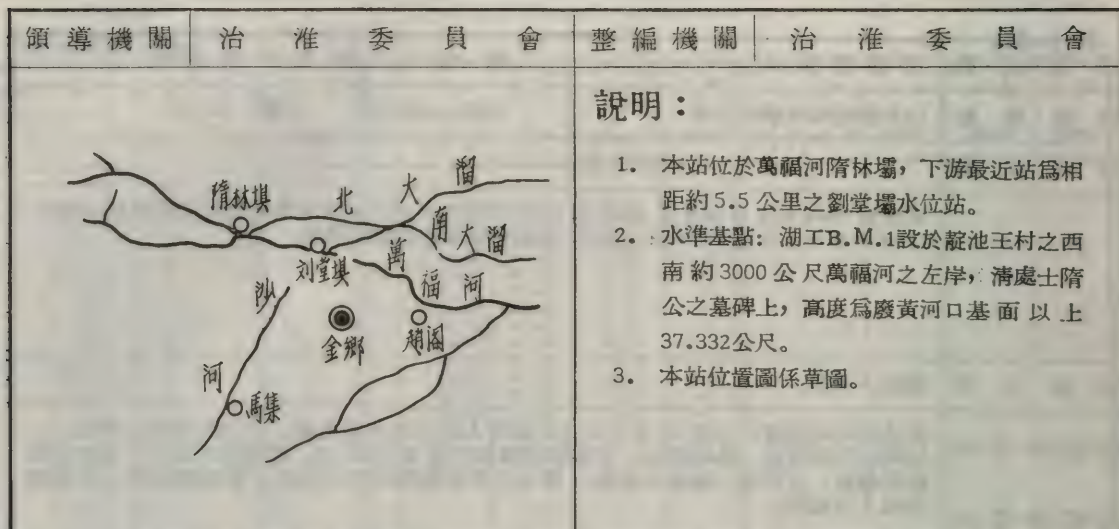 領導機關 治淮委員會 整編機關 治淮委員會
說明：
1. 本站位於萬福河隋林壩，下游最近站爲相
距約5.5公里之劉堂壩水位站。
2. 水準基點：湖工B.M.1設於靛池王村之西
南約3000公尺萬福河之左岸，清處士隋
公之墓碑上，高度爲廢黃河口基面以上
37.332公尺。
3. 本站位置圖係草圖。
隋林埧
北大溜
南大溜
刘堂埧
萬福河
沙河
金鄉
趙阁
馬集